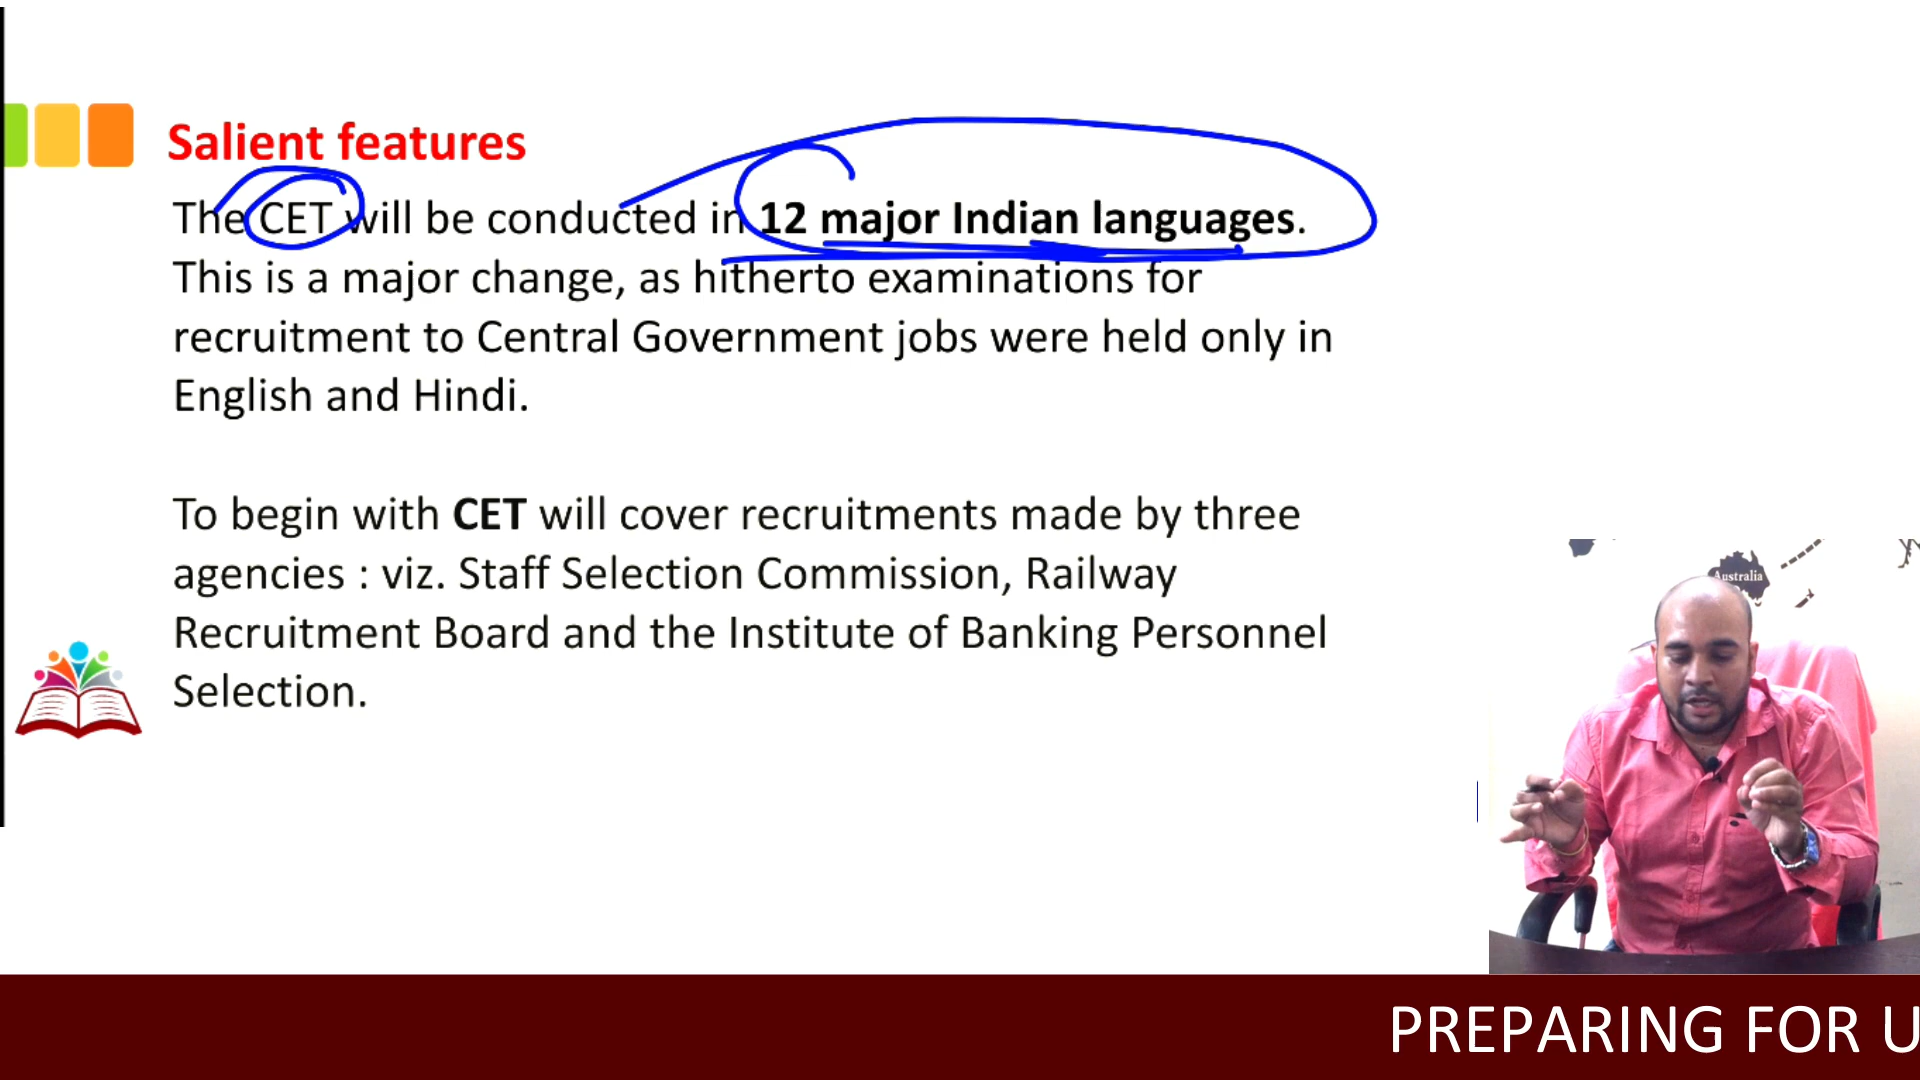 Salient features
The CET will be conducted in 12 major Indian languages.
This is a major change, as hitherto examinations for
recruitment to Central Government jobs were held only in
English and Hindi.
To begin with CET will cover recruitments made by three
agencies : viz. Staff Selection Commission, Railway
Recruitment Board and the Institute of Banking Personnel
Selection.
Australia
PREPARING FOR U